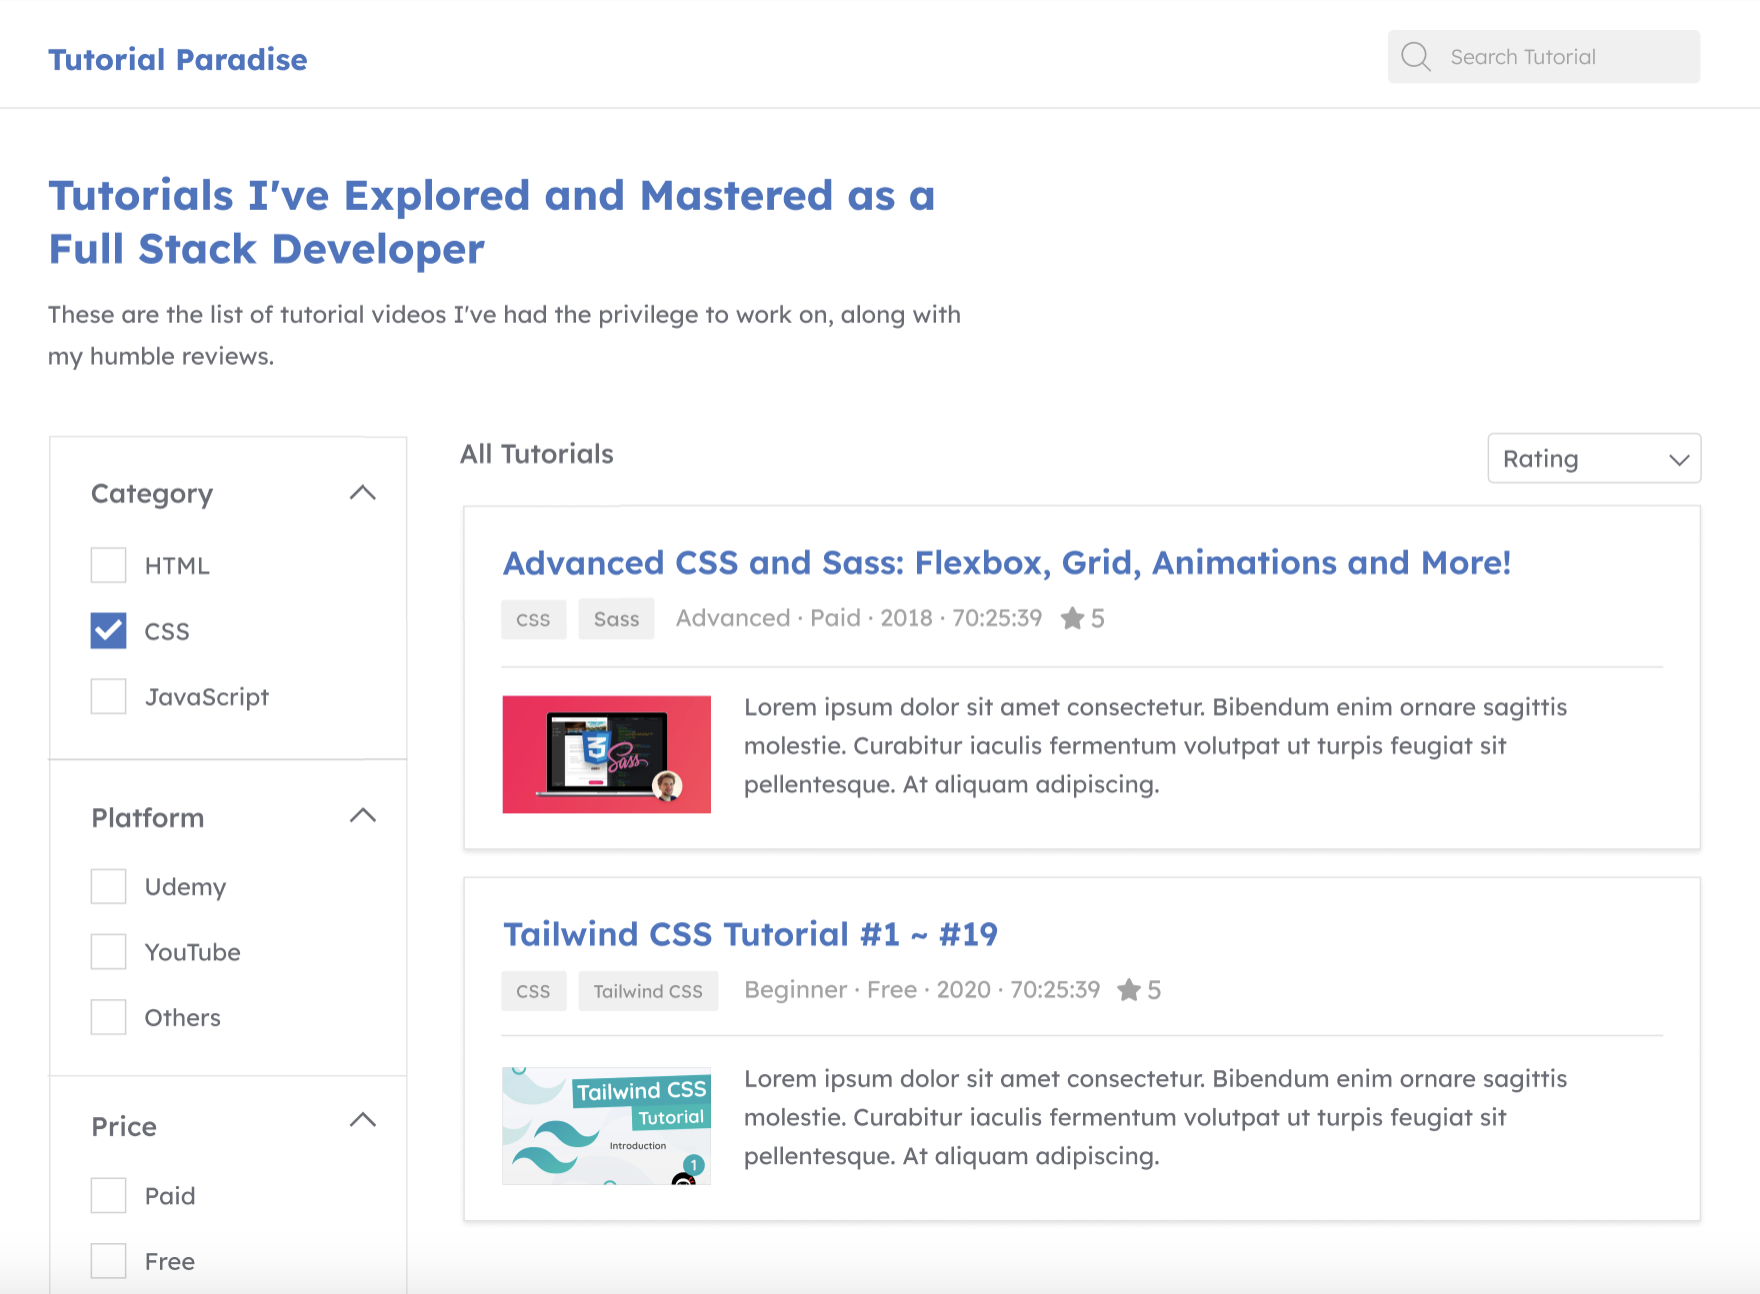 Tutorial Paradise
Search Tutorial
Tutorials I've Explored and Mastered as a
Full Stack Developer
These are the list of tutorial videos I've had the privilege to work on, along with
my humble reviews.
Category
HTML
CSS
JavaScript
Platform
Udemy
YouTube
Others
Price
Paid
Free
All Tutorials
Rating
Advanced CSS and Sass: Flexbox, Grid, Animations and More!
CSS Sass Advanced · Paid · 2018 · 70:25:39 ★ 5
3
Sass
Lorem ipsum dolor sit amet consectetur. Bibendum enim ornare sagittis
molestie. Curabitur iaculis fermentum volutpat ut turpis feugiat sit
pellentesque. At aliquam adipiscing.
Tailwind CSS Tutorial #1 ~ #19
CSS Tailwind CSS Beginner · Free · 2020 · 70:25:39 ★ 5
Tailwind CSS
Tutorial
Introduction
1
Lorem ipsum dolor sit amet consectetur. Bibendum enim ornare sagittis
molestie. Curabitur iaculis fermentum volutpat ut turpis feugiat sit
pellentesque. At aliquam adipiscing.